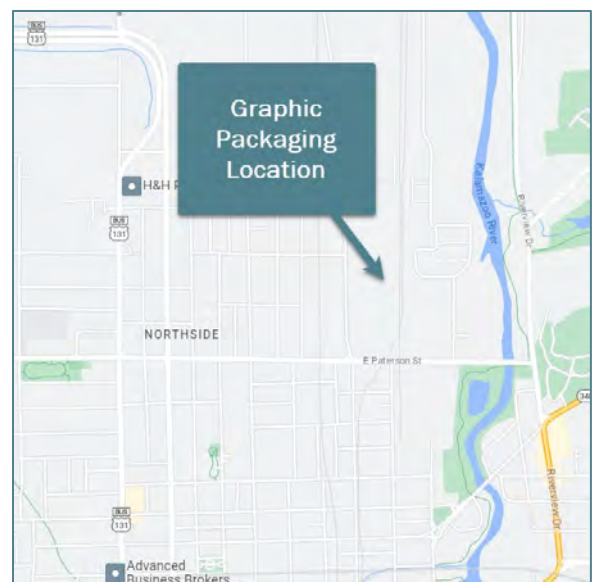 BUS
131
Graphic
Packaging
Location
H&H
BUS
131
Kalamazoo River
Riverview Dr
NORTHSIDE
E Paterson St
Riverview Dr
BUS
131
Advanced
Business Brokers